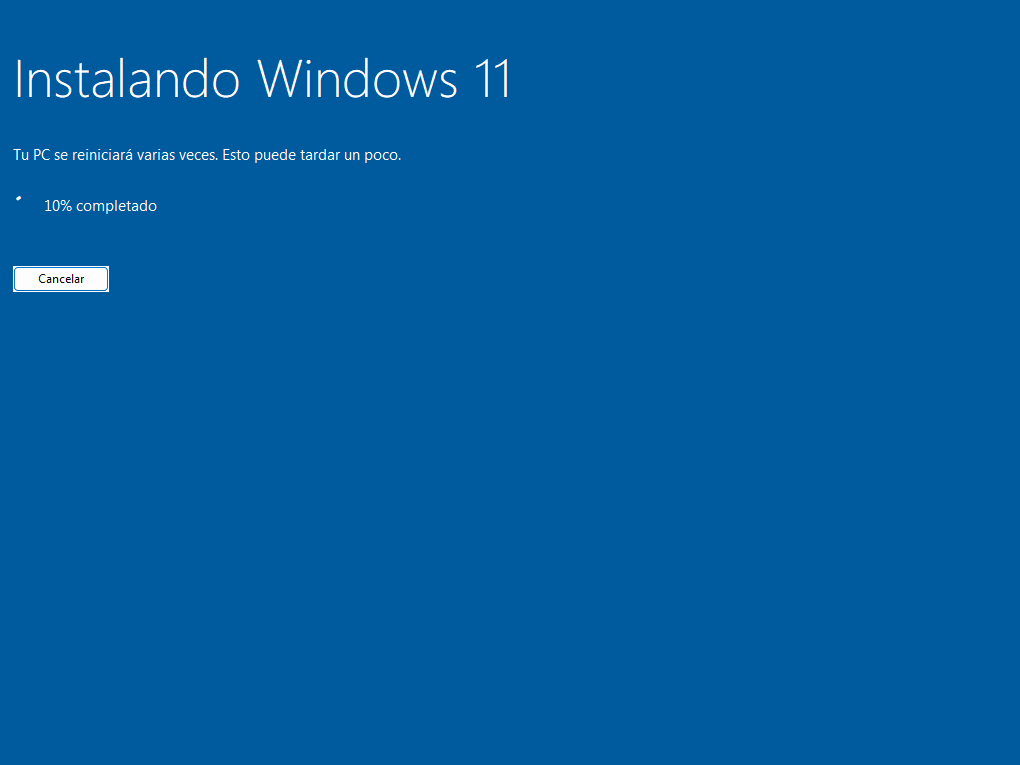 Instalando Windows 11
Tu PC se reiniciará varias veces. Esto puede tardar un poco.
10% completado
Cancelar